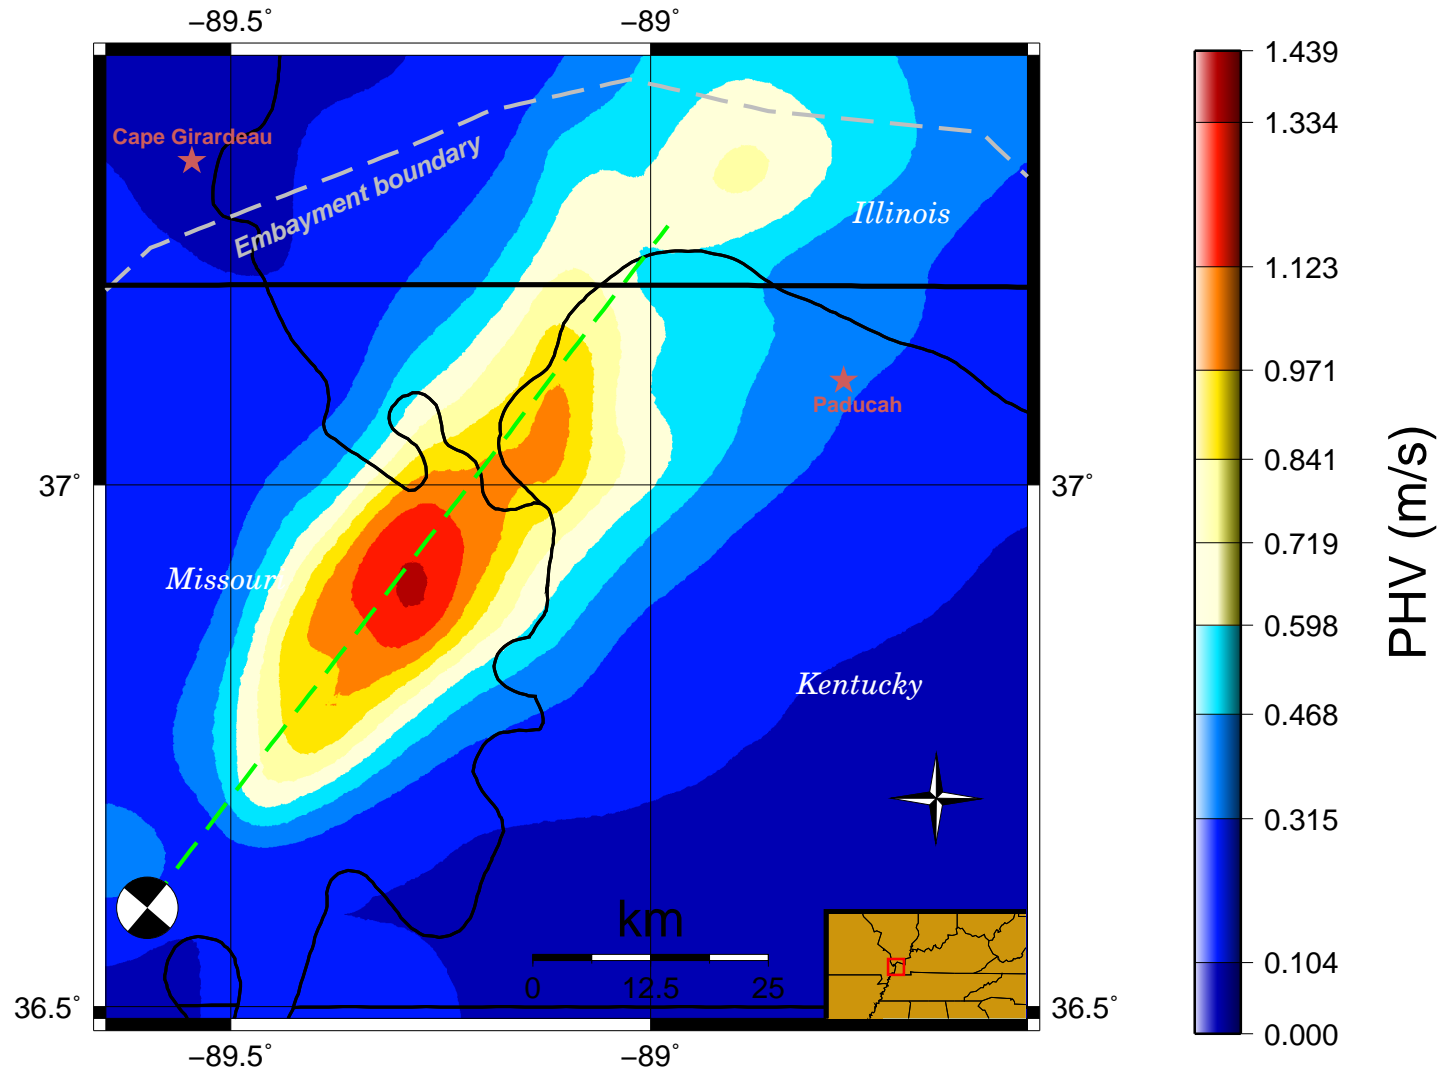 −89.5˚
−89˚
1.439
1.334
1.123
0.971
0.841
0.719
0.598
0.468
0.315
0.104
0.000
PHV (m/s)
Cape Girardeau
Embayment boundary
Illinois
Paducah
37˚
37˚
Missouri
Kentucky
km
0 12.5 25
36.5˚
36.5˚
−89.5˚
−89˚